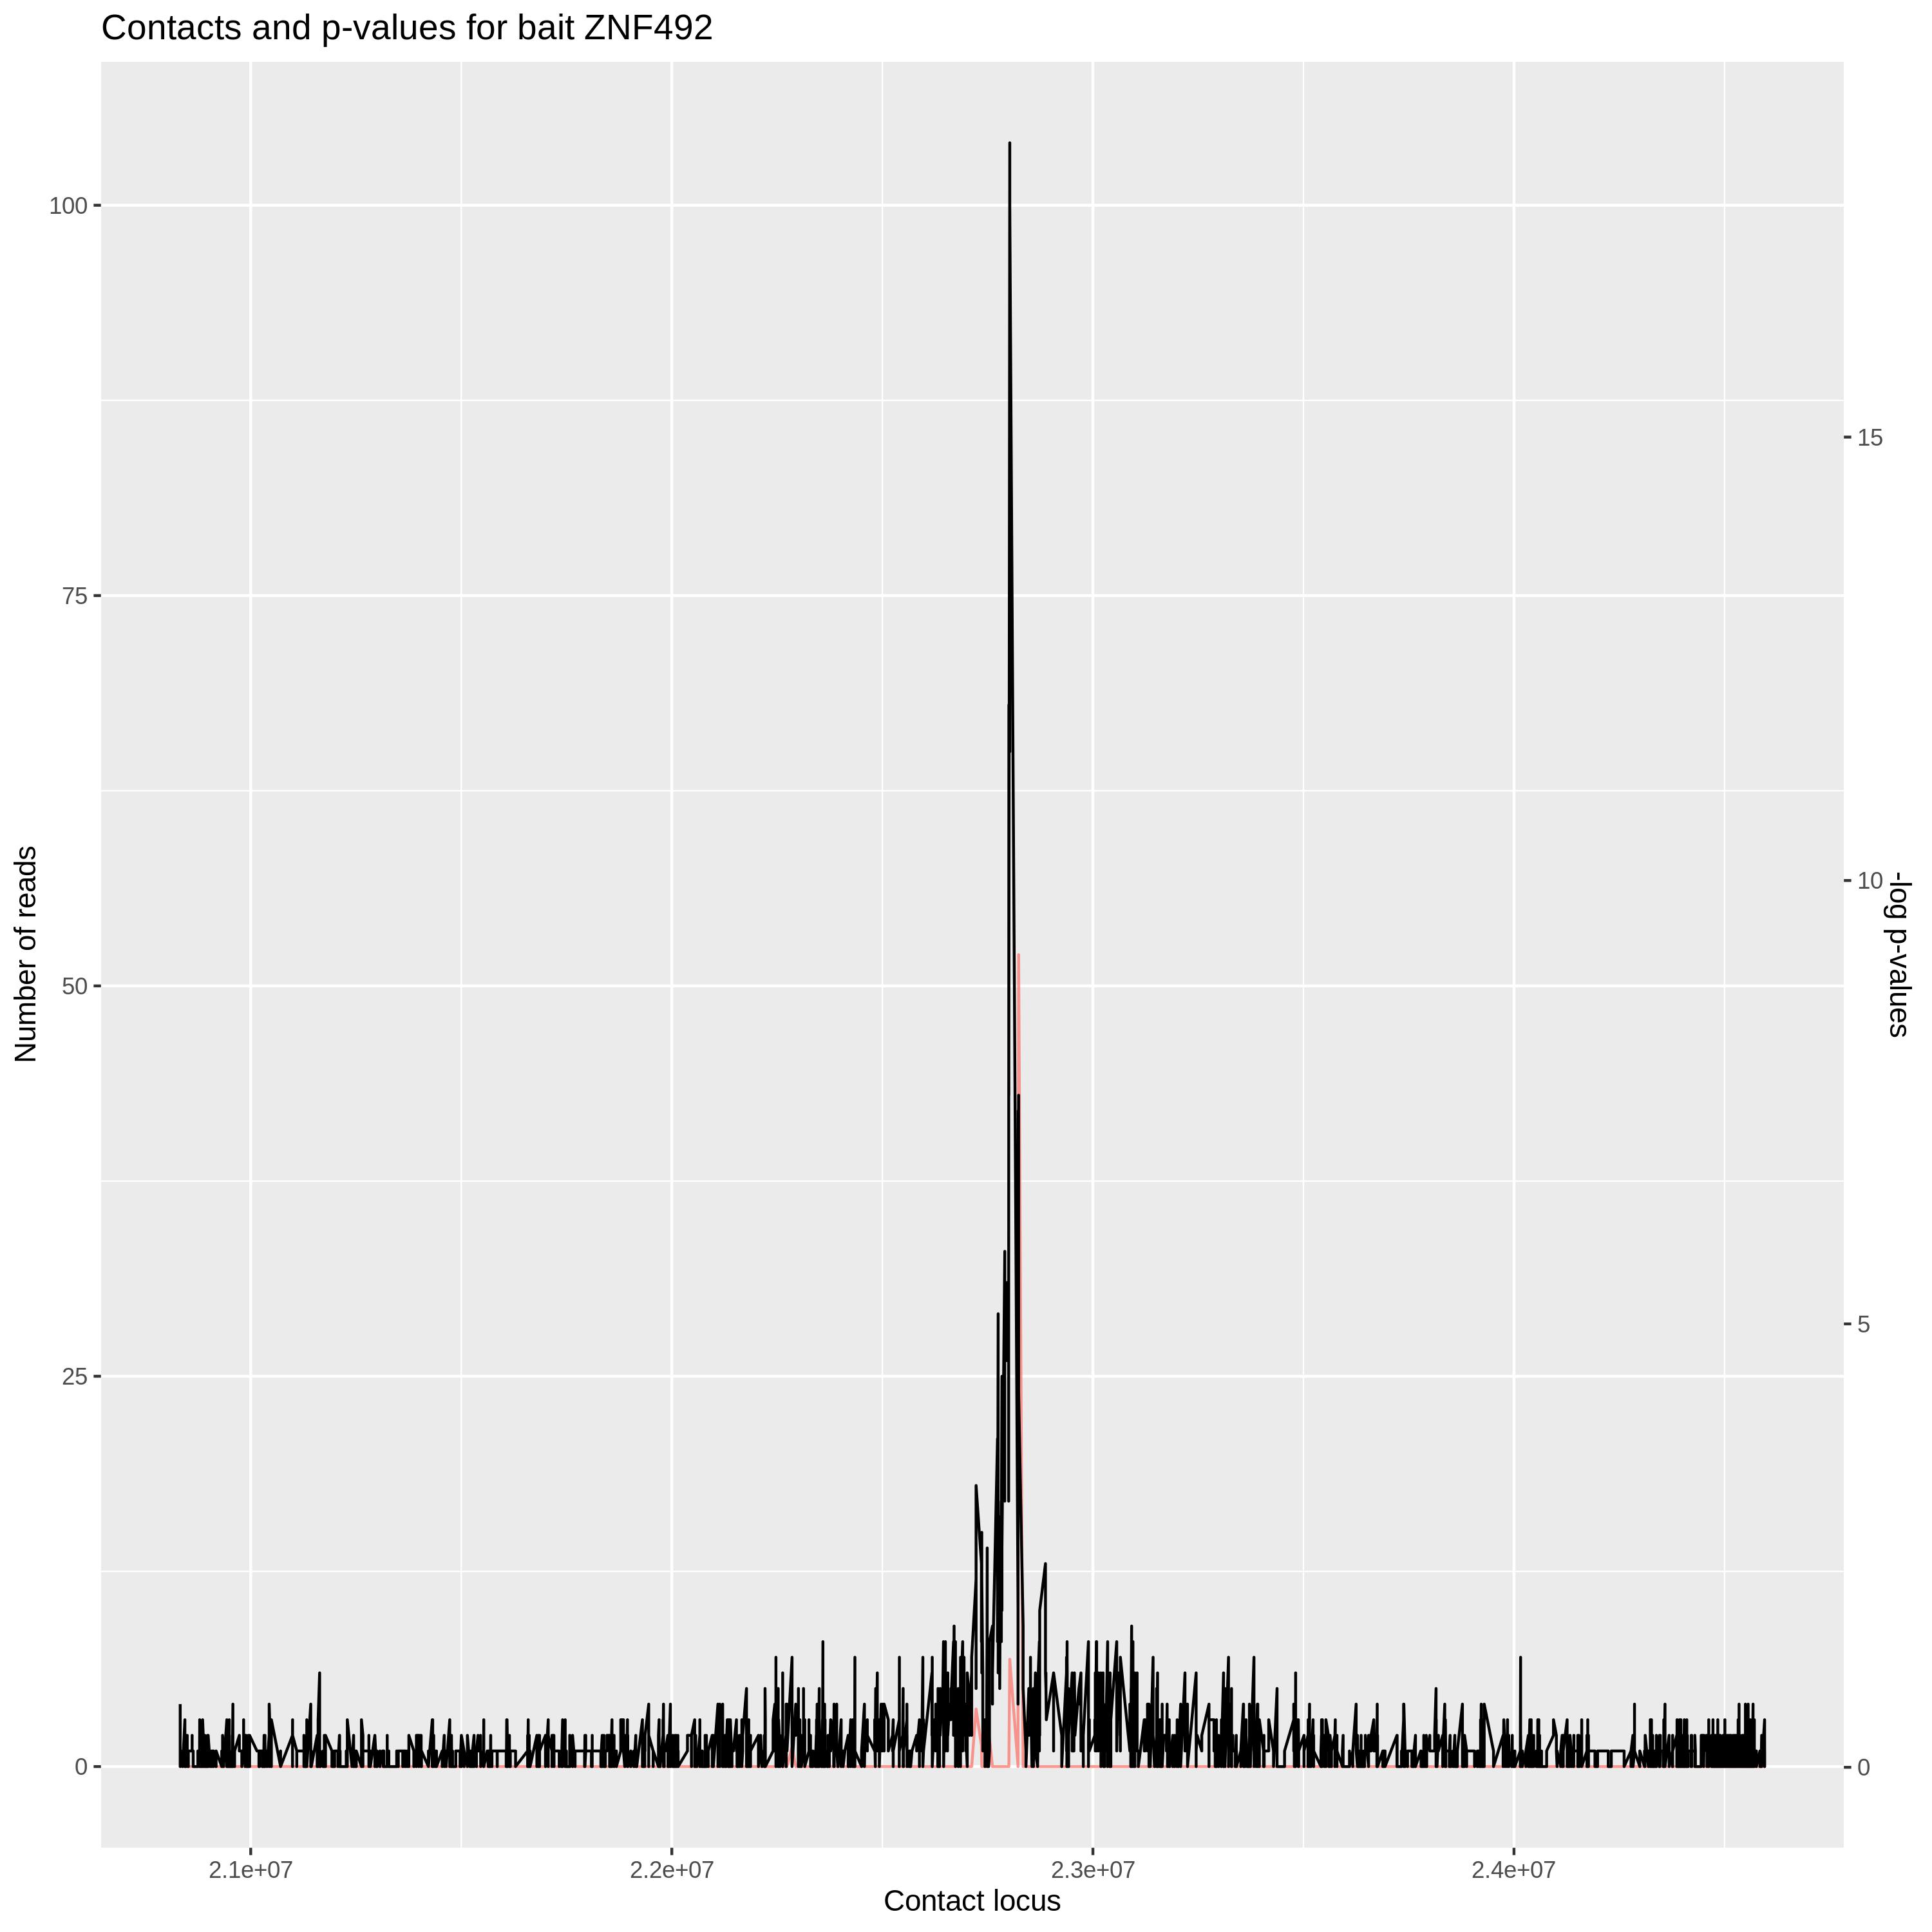 Contacts and p-values for bait ZNF492
100
75
50
25
0
Number of reads
15
10
5
0
-log p-values
2.1e+07 2.2e+07 2.3e+07 2.4e+07
Contact locus